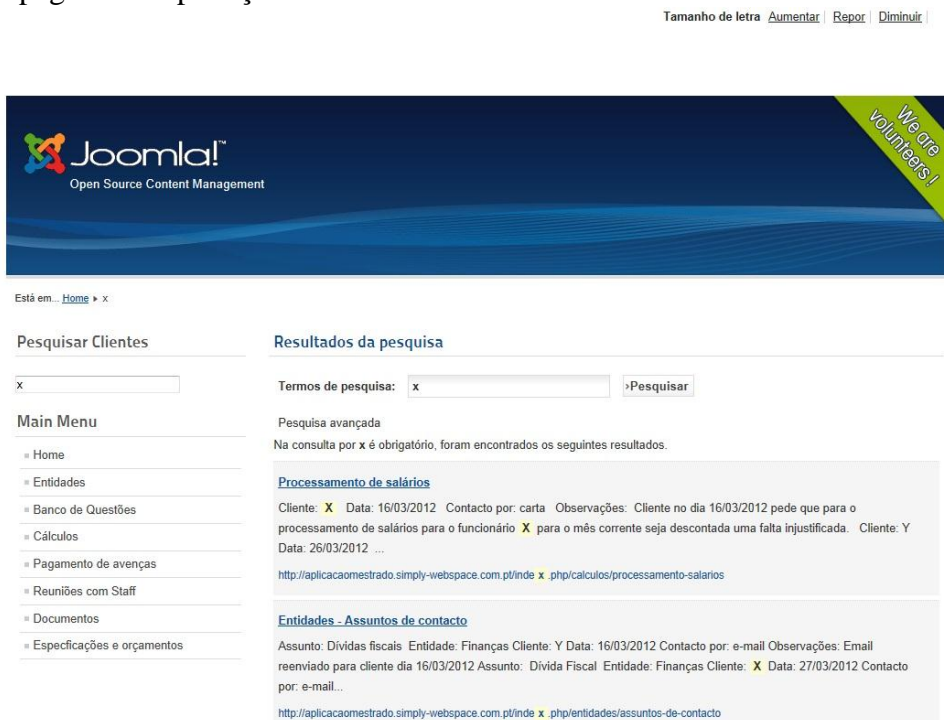 Tamanho de letra Aumentar | Repor | Diminuir |
We are
volunteers!
Joomla!™
Open Source Content Management
Está em... Home ▸ x
Pesquisar Clientes
x
Main Menu
Home
Entidades
Banco de Questões
Cálculos
Pagamento de avenças
Reuniões com Staff
Documentos
Especficações e orçamentos
Resultados da pesquisa
Termos de pesquisa: x ›Pesquisar
Pesquisa avançada
Na consulta por x é obrigatório, foram encontrados os seguintes resultados.
Processamento de salários
Cliente: X Data: 16/03/2012 Contacto por: carta Observações: Cliente no dia 16/03/2012 pede que para o
processamento de salários para o funcionário X para o mês corrente seja descontada uma falta injustificada. Cliente: Y
Data: 26/03/2012 ...
http://aplicacaomestrado.simply-webspace.com.pt/inde x .php/calculos/processamento-salarios
Entidades - Assuntos de contacto
Assunto: Dívidas fiscais Entidade: Finanças Cliente: Y Data: 16/03/2012 Contacto por: e-mail Observações: Email
reenviado para cliente dia 16/03/2012 Assunto: Dívida Fiscal Entidade: Finanças Cliente: X Data: 27/03/2012 Contacto
por: e-mail...
http://aplicacaomestrado.simply-webspace.com.pt/inde x .php/entidades/assuntos-de-contacto